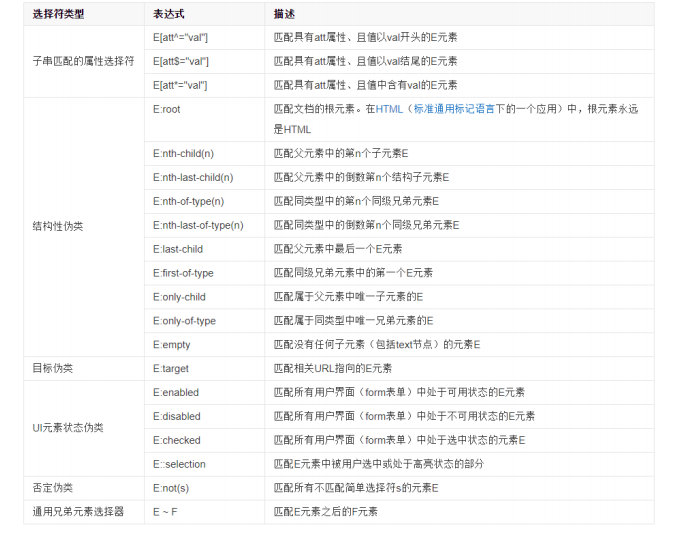 选择符类型 表达式 描述
E[att^="val"] 匹配具有att属性、且值以val开头的E元素
子串匹配的属性选择符 E[att$="val"] 匹配具有att属性、且值以val结尾的E元素
E[att*="val"] 匹配具有att属性、且值中含有val的E元素
E:root 匹配文档的根元素。在HTML（标准通用标记语言下的一个应用）中，根元素永远
是HTML
E:nth-child(n) 匹配父元素中的第n个子元素E
E:nth-last-child(n) 匹配父元素中的倒数第n个结构子元素E
E:nth-of-type(n) 匹配同类型中的第n个同级兄弟元素E
结构性伪类 E:nth-last-of-type(n) 匹配同类型中的倒数第n个同级兄弟元素E
E:last-child 匹配父元素中最后一个E元素
E:first-of-type 匹配同级兄弟元素中的第一个E元素
E:only-child 匹配属于父元素中唯一子元素的E
E:only-of-type 匹配属于同类型中唯一兄弟元素的E
E:empty 匹配没有任何子元素（包括text节点）的元素E
目标伪类 E:target 匹配相关URL指向的E元素
E:enabled 匹配所有用户界面（form表单）中处于可用状态的E元素
E:disabled 匹配所有用户界面（form表单）中处于不可用状态的E元素
UI元素状态伪类 E:checked 匹配所有用户界面（form表单）中处于选中状态的元素E
E::selection 匹配E元素中被用户选中或处于高亮状态的部分
否定伪类 E:not(s) 匹配所有不匹配简单选择符s的元素E
通用兄弟元素选择器 E ~ F 匹配E元素之后的F元素